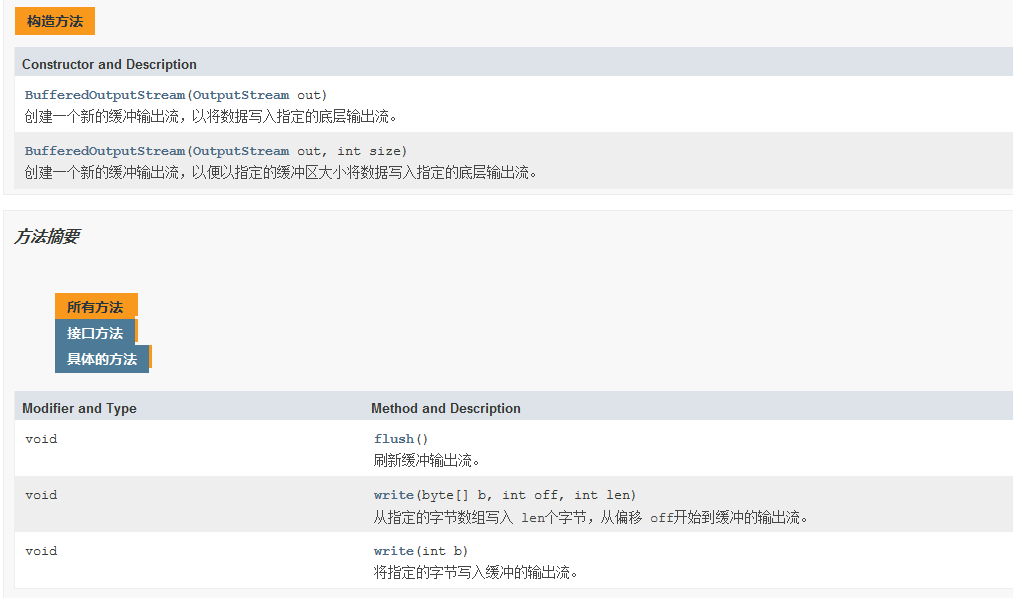 构造方法
Constructor and Description
BufferedOutputStream(OutputStream out)
创建一个新的缓冲输出流，以将数据写入指定的底层输出流。
BufferedOutputStream(OutputStream out, int size)
创建一个新的缓冲输出流，以便以指定的缓冲区大小将数据写入指定的底层输出流。
方法摘要
所有方法
接口方法
具体的方法
Modifier and Type Method and Description
void flush()
刷新缓冲输出流。
void write(byte[] b, int off, int len)
从指定的字节数组写入 len个字节，从偏移 off开始到缓冲的输出流。
void write(int b)
将指定的字节写入缓冲的输出流。